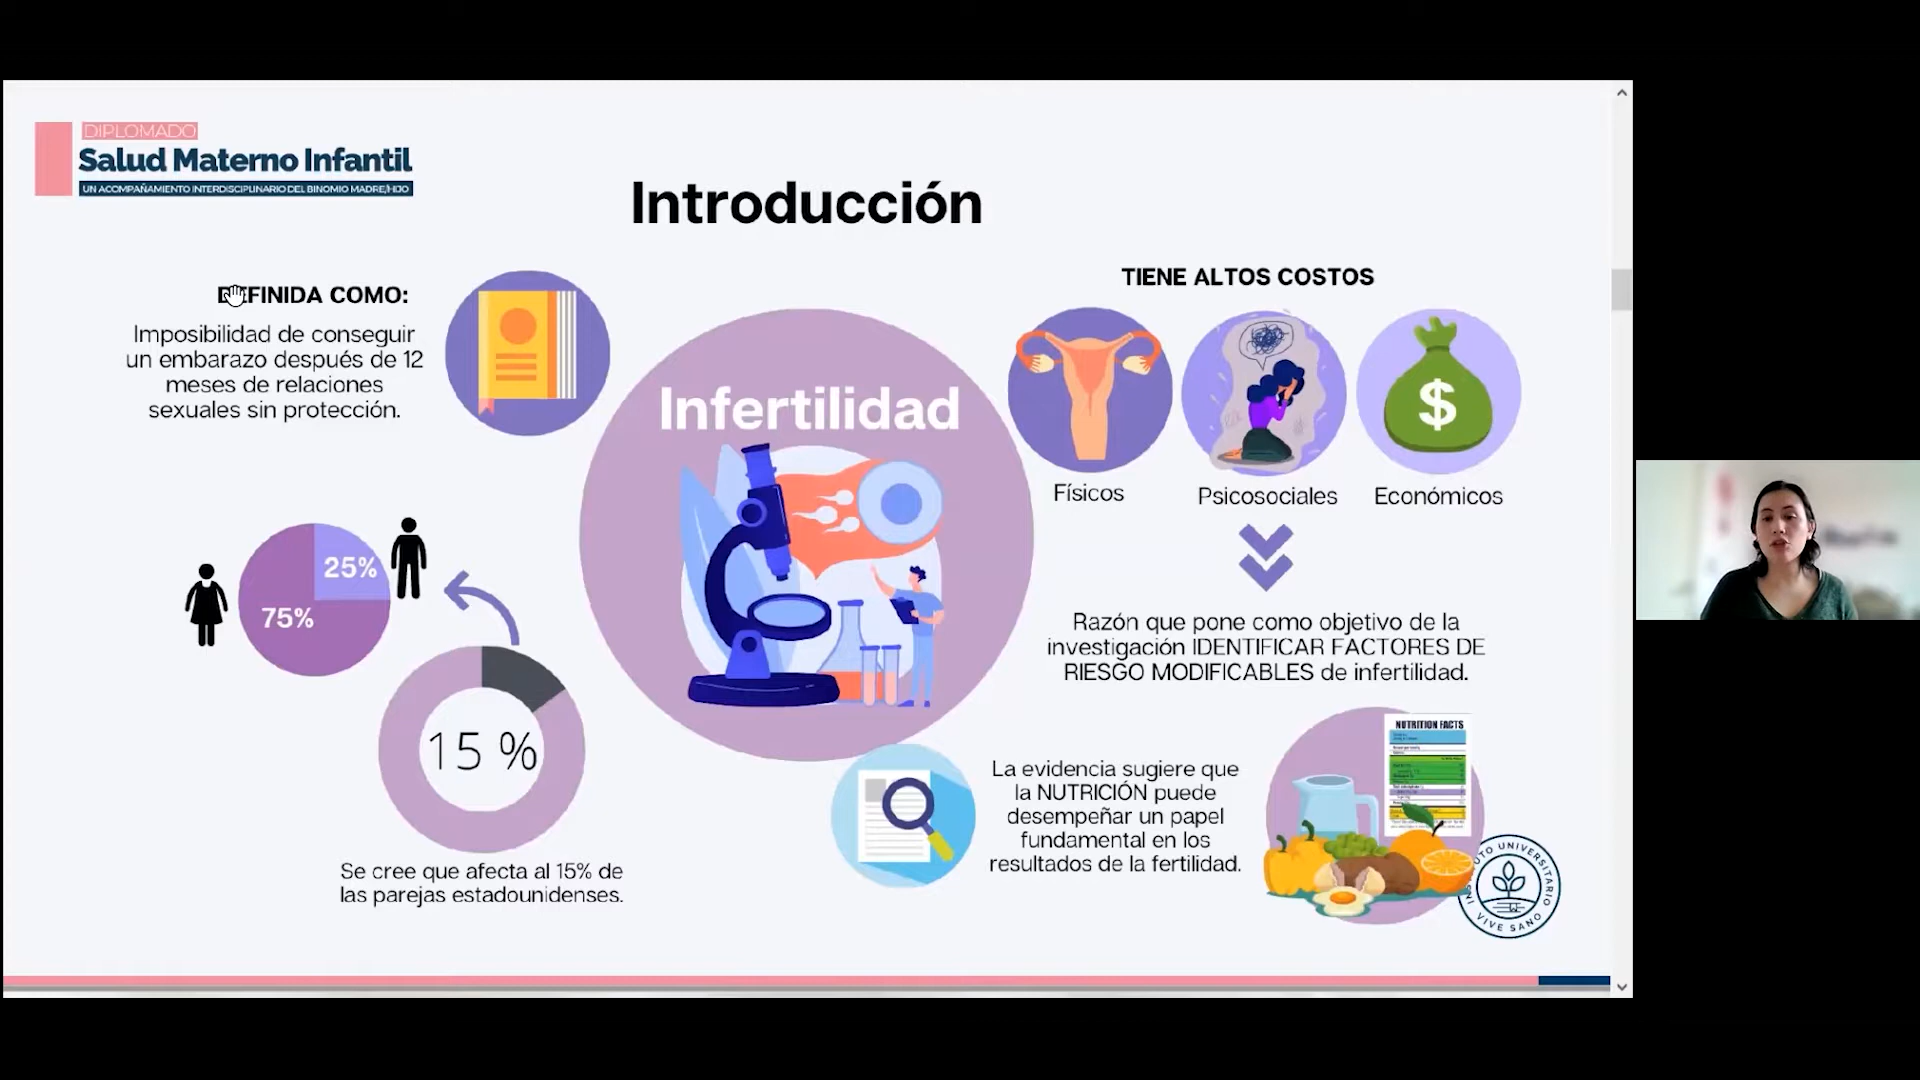 DIPLOMADO
Salud Materno Infantil
UN ACOMPAÑAMIENTO INTERDISCIPLINARIO DEL BINOMIO MADRE/HIJO
Introducción
DEFINIDA COMO:
Imposibilidad de conseguir
un embarazo después de 12
meses de relaciones
sexuales sin protección.
Infertilidad
TIENE ALTOS COSTOS
$
Físicos
Psicosociales
Económicos
25%
75%
15 %
Se cree que afecta al 15% de
las parejas estadounidenses.
Razón que pone como objetivo de la
investigación IDENTIFICAR FACTORES DE
RIESGO MODIFICABLES de infertilidad.
La evidencia sugiere que
la NUTRICIÓN puede
desempeñar un papel
fundamental en los
resultados de la fertilidad.
NUTRITION FACTS
UNIVERSITARIO
VIVE SANO